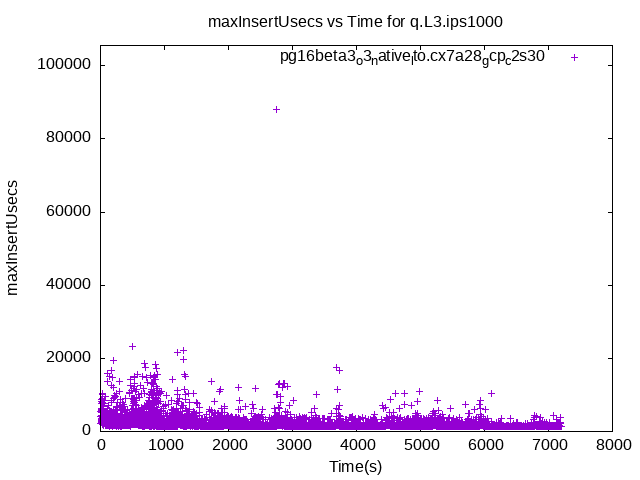 maxInsertUsecs vs Time for q.L3.ips1000
pg16beta3_o3_native_lto.cx7a28_gcp_c2s30
100000
80000
60000
40000
20000
0
maxInsertUsecs
0 1000 2000 3000 4000 5000 6000 7000 8000
Time(s)